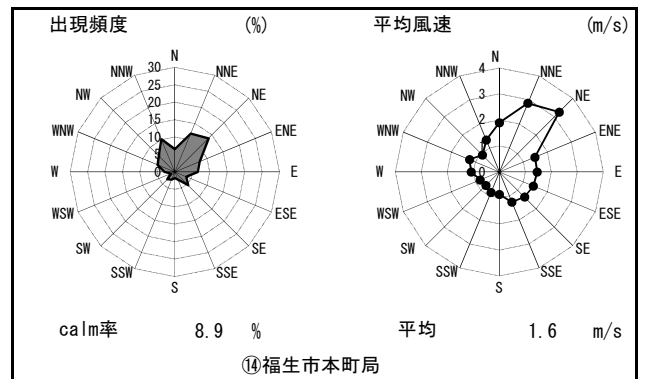 出現頻度 (%)
N
NNE
NE
ENE
E
ESE
SE
SSE
S
SSW
SW
WSW
W
WNW
NW
NNW
30
25
20
15
10
5
0
calm率 8.9 %
平均風速 (m/s)
N
NNE
NE
ENE
E
ESE
SE
SSE
S
SSW
SW
WSW
W
WNW
NW
NNW
4
3
2
1
0
平均 1.6 m/s
⑭福生市本町局